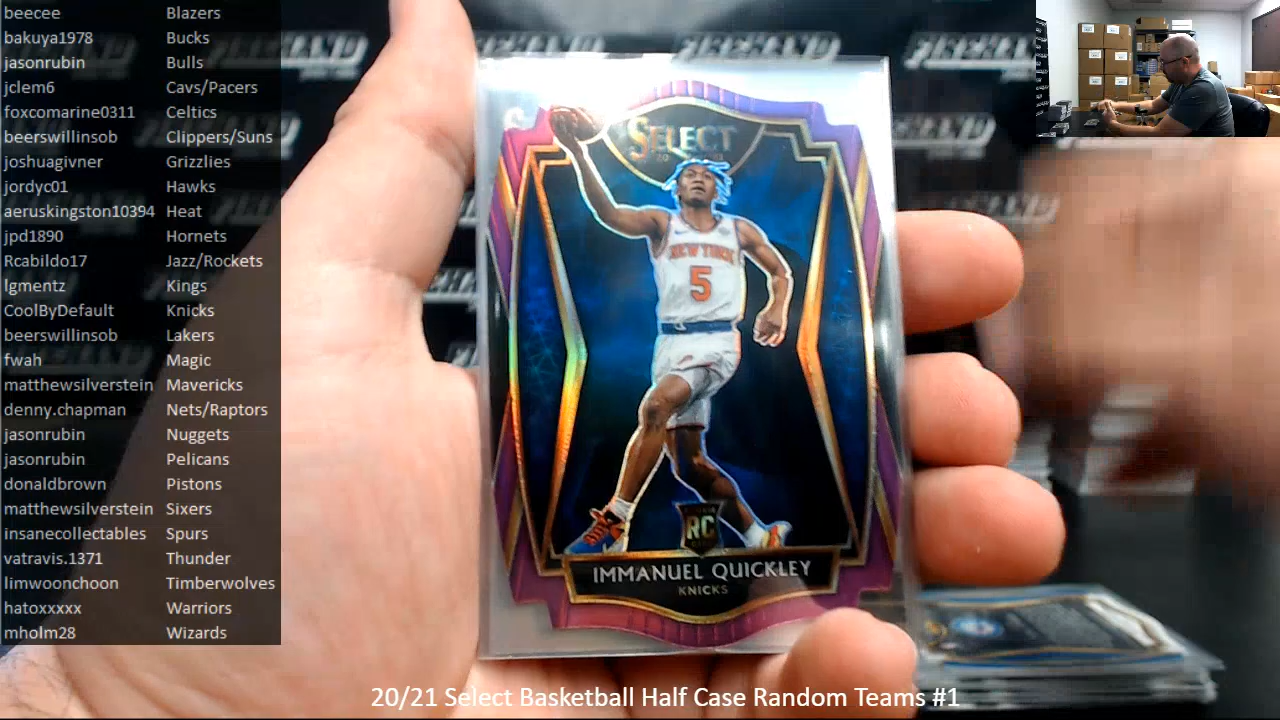 beecee Blazers
bakuya1978 Bucks
jasonrubin Bulls
jclem6 Cavs/Pacers
foxcomarine0311 Celtics
beerswillinsob Clippers/Suns
joshuagivner Grizzlies
jordyc01 Hawks
aeruskingston10394 Heat
jpd1890 Hornets
Rcabildo17 Jazz/Rockets
lgmentz Kings
CoolByDefault Knicks
beerswillinsob Lakers
fwah Magic
matthewsilverstein Mavericks
denny.chapman Nets/Raptors
jasonrubin Nuggets
jasonrubin Pelicans
donaldbrown Pistons
matthewsilverstein Sixers
insanecollectables Spurs
vatravis.1371 Thunder
limwoonchoon Timberwolves
hatoxxxxx Warriors
mholm28 Wizards
SELECT
NEW YORK
5
RC
IMMANUEL QUICKLEY
KNICKS
20/21 Select Basketball Half Case Random Teams #1